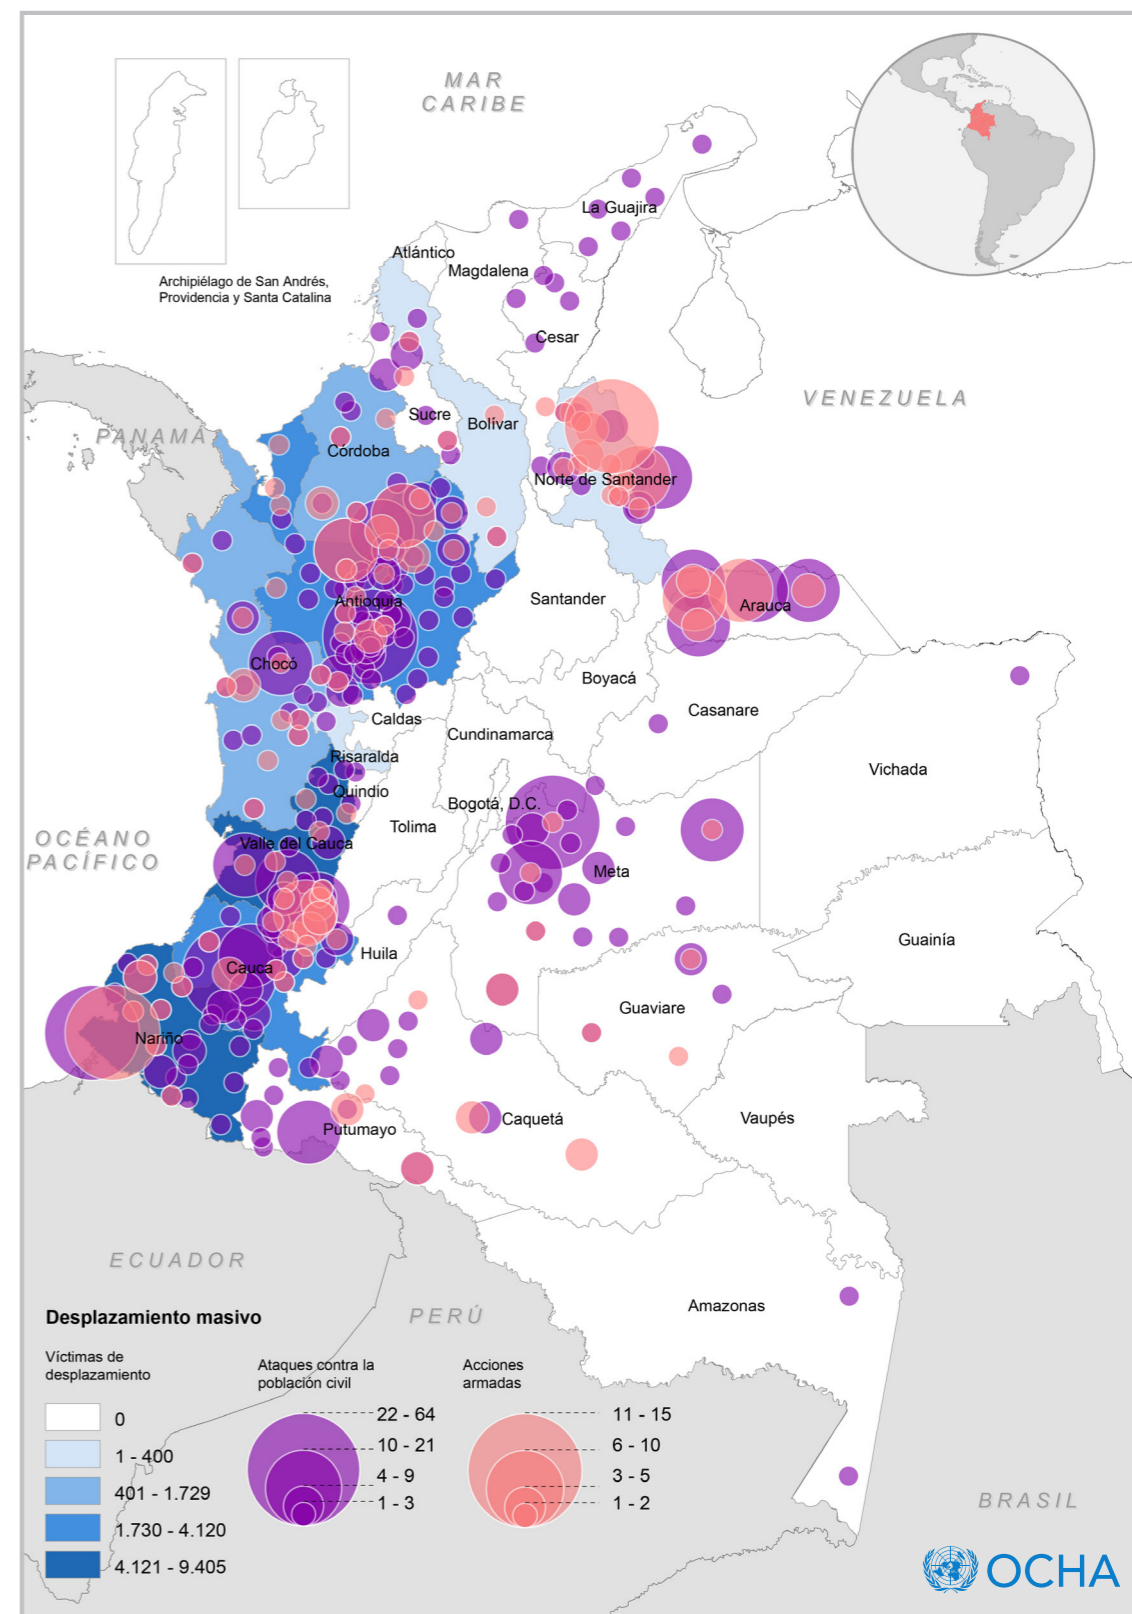 MAR
CARIBE
La Guajira
Atlántico
Magdalena
Archipiélago de San Andrés,
Providencia y Santa Catalina
Cesar
VENEZUELA
Sucre
Bolívar
PANAMÁ
Córdoba
Norte de Santander
Antioquia
Santander
Arauca
Chocó
Boyacá
Casanare
Caldas
Cundinamarca
Risaralda
Vichada
Quindio
Bogotá, D.C.
Tolima
OCÉANO
PACÍFICO
Valle del Cauca
Meta
Guainía
Huila
Cauca
Guaviare
Nariño
Vaupés
Caquetá
Putumayo
ECUADOR
Amazonas
PERÚ
BRASIL
Desplazamiento masivo
Víctimas de
desplazamiento
0
1 - 400
401 - 1.729
1.730 - 4.120
4.121 - 9.405
Ataques contra la
población civil
22 - 64
10 - 21
4 - 9
1 - 3
Acciones
armadas
11 - 15
6 - 10
3 - 5
1 - 2
OCHA